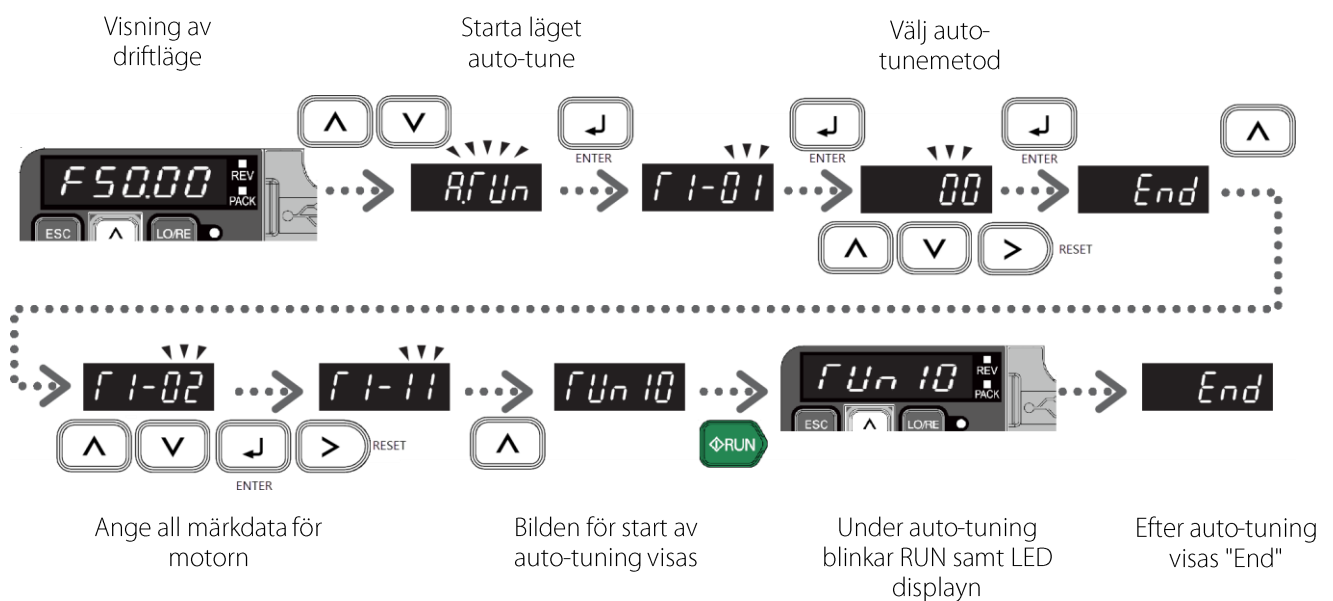 Visning av
driftläge
Starta läget
auto-tune
Välj auto-
tunemetod
ENTER
ENTER
ENTER
F50.00
REV
PACK
ESC
LO/RE
A.TUn
T1-01
00
End
RESET
T1-02
T1-11
TUn10
TUn 10
REV
PACK
ESC
LO/RE
End
RESET
ENTER
RUN
Ange all märkdata för
motorn
Bilden för start av
auto-tuning visas
Under auto-tuning
blinkar RUN samt LED
displayn
Efter auto-tuning
visas "End"